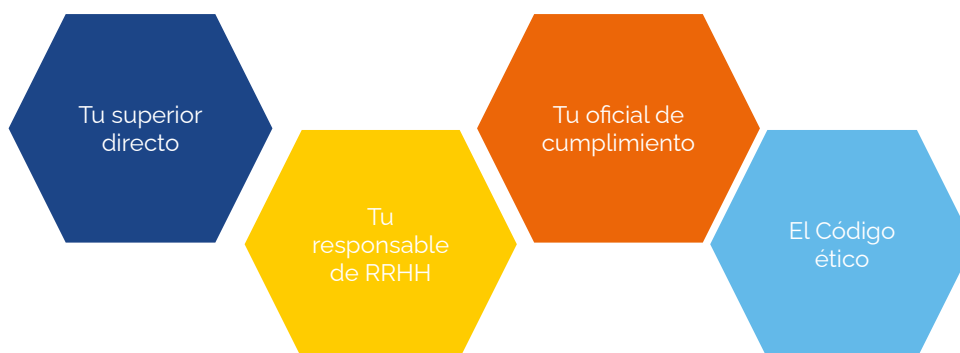 Tu superior
directo
Tu
responsable
de RRHH
Tu oficial de
cumplimiento
El Código
ético